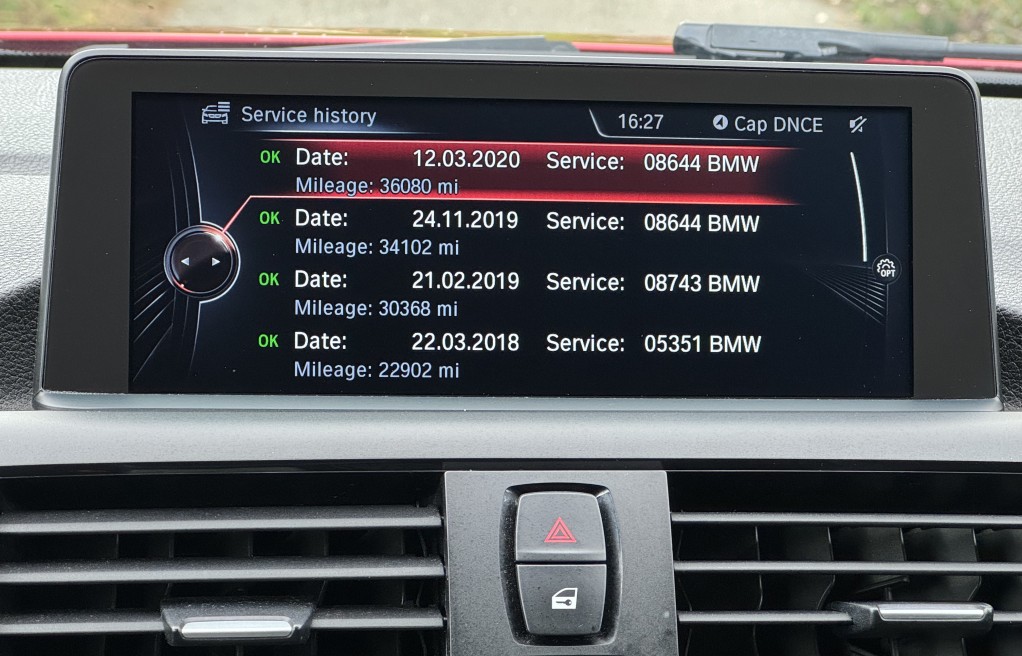 Service history
16:27 Cap DNCE
OK Date: 12.03.2020 Service: 08644 BMW
Mileage: 36080 mi
OK Date: 24.11.2019 Service: 08644 BMW
Mileage: 34102 mi
OK Date: 21.02.2019 Service: 08743 BMW
Mileage: 30368 mi
OPT
OK Date: 22.03.2018 Service: 05351 BMW
Mileage: 22902 mi